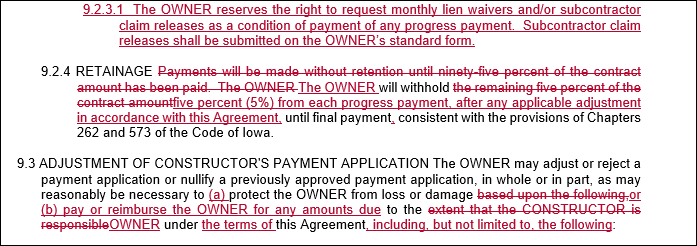 9.2.3.1 The OWNER reserves the right to request monthly lien waivers and/or subcontractor
claim releases as a condition of payment of any progress payment. Subcontractor claim
releases shall be submitted on the OWNER's standard form.
9.2.4 RETAINAGE Payments will be made without retention until ninety-five percent of the contract
amount has been paid. The OWNER The OWNER will withhold the remaining five percent of the
contract amountfive percent (5%) from each progress payment, after any applicable adjustment
in accordance with this Agreement, until final payment, consistent with the provisions of Chapters
262 and 573 of the Code of Iowa.
9.3 ADJUSTMENT OF CONSTRUCTOR'S PAYMENT APPLICATION The OWNER may adjust or reject a
payment application or nullify a previously approved payment application, in whole or in part, as may
reasonably be necessary to (a) protect the OWNER from loss or damage based upon the following,or
(b) pay or reimburse the OWNER for any amounts due to the extent that the CONSTRUCTOR is
responsibleOWNER under the terms of this Agreement, including, but not limited to, the following: